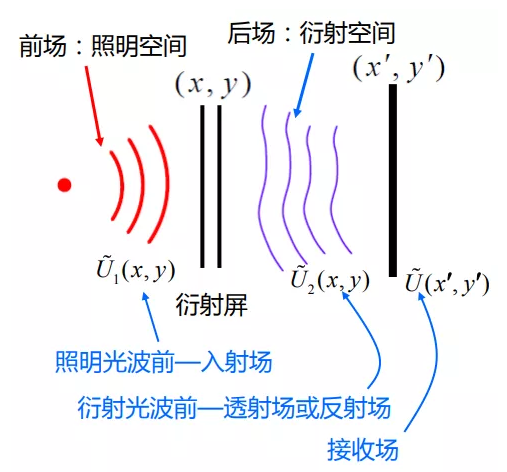 前场：照明空间
后场：衍射空间
(x, y)
(x′, y′)
Ũ₁(x, y)
衍射屏
Ũ₂(x, y)
Ũ(x′, y′)
照明光波前—入射场
衍射光波前—透射场或反射场
接收场